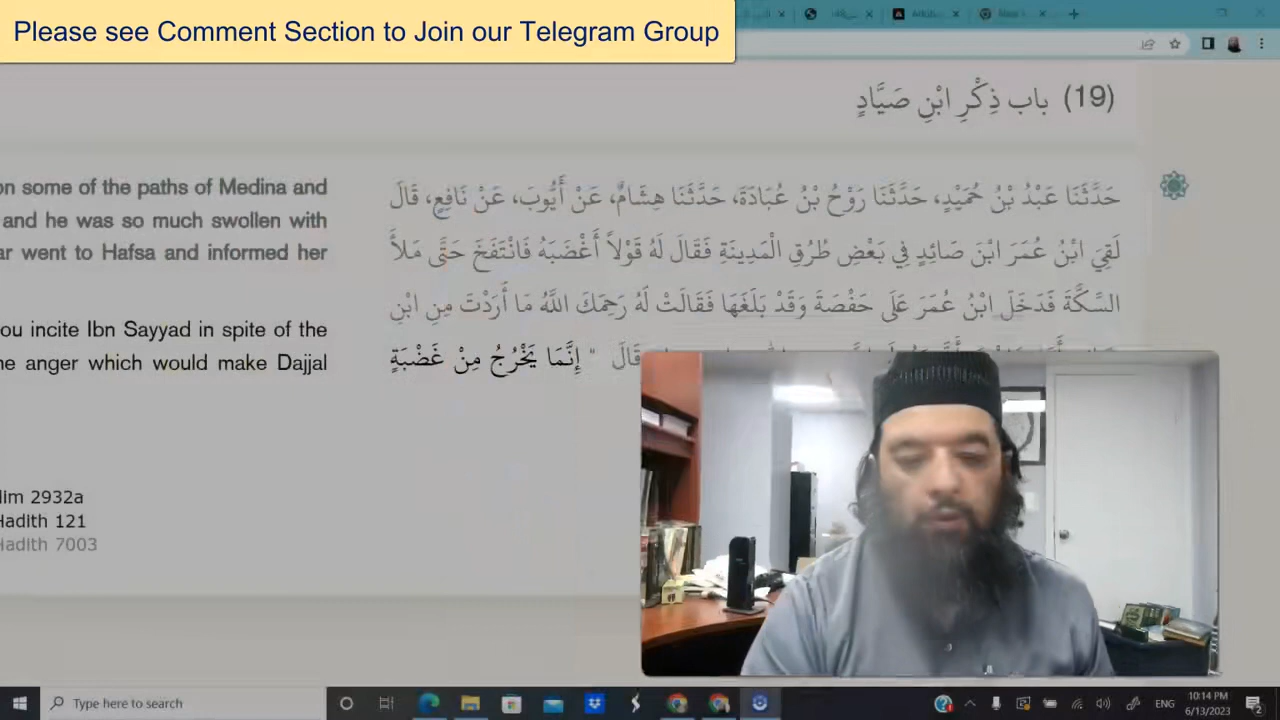 Please see Comment Section to Join our Telegram Group
(19) باب ذِكْرِ ابْنِ صَيَّادٍ
on some of the paths of Medina and
and he was so much swollen with
ar went to Hafsa and informed her
ou incite Ibn Sayyad in spite of the
he anger which would make Dajjal
حَدَّثَنَا عَبْدُ بْنُ حُمَيْدٍ، حَدَّثَنَا رَوْحُ بْنُ عُبَادَةَ، حَدَّثَنَا هِشَامٌ، عَنْ أَيُّوبَ، عَنْ نَافِعٍ، قَالَ
لَقِيَ ابْنُ عُمَرَ ابْنَ صَائِدٍ فِي بَعْضِ طُرُقِ الْمَدِينَةِ فَقَالَ لَهُ قَوْلاً أَغْضَبَهُ فَانْتَفَخَ حَتَّى مَلأَ
السِّكَّةَ فَدَخَلَ ابْنُ عُمَرَ عَلَى حَفْصَةَ وَقَدْ بَلَغَهَا فَقَالَتْ لَهُ رَحِمَكَ اللَّهُ مَا أَرَدْتَ مِنِ ابْنِ
قَالَ " إِنَّمَا يَخْرُجُ مِنْ غَضْبَةٍ
lim 2932a
Hadith 121
Hadith 7003
Type here to search
ENG
10:14 PM
6/13/2023